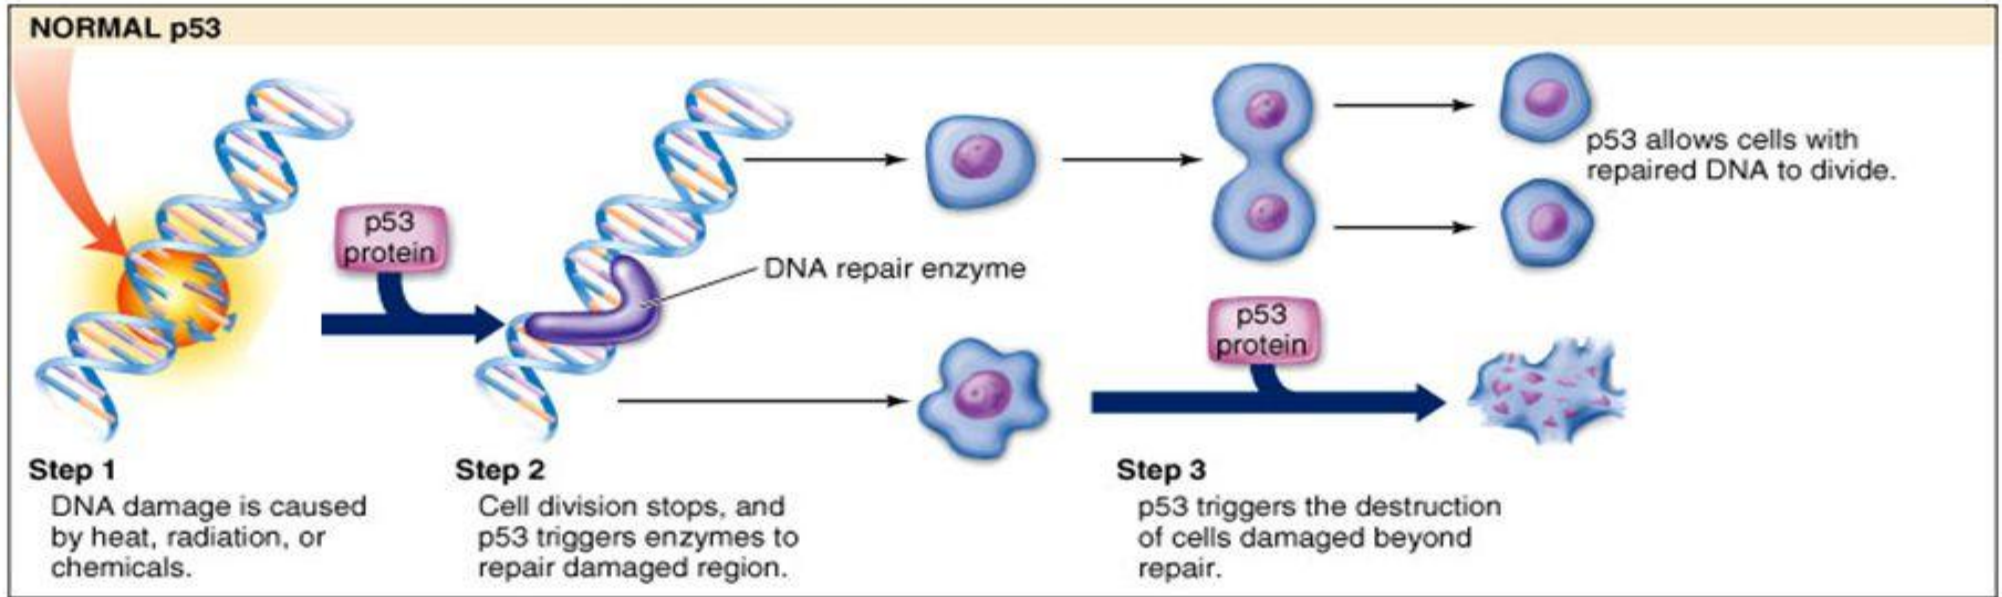 NORMAL p53
p53
protein
DNA repair enzyme
p53 allows cells with
repaired DNA to divide.
p53
protein
Step 1
DNA damage is caused
by heat, radiation, or
chemicals.
Step 2
Cell division stops, and
p53 triggers enzymes to
repair damaged region.
Step 3
p53 triggers the destruction
of cells damaged beyond
repair.